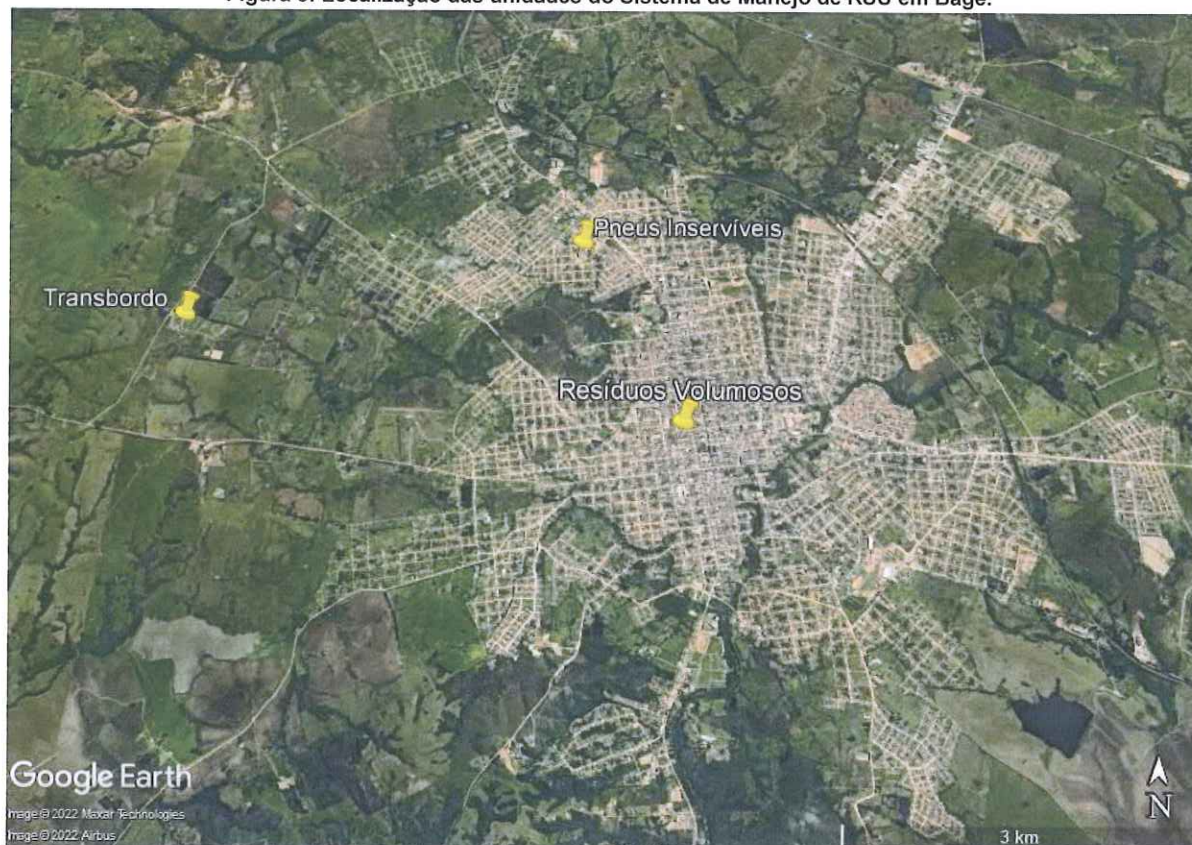 Figura 5. Localização das unidades do Sistema de Manejo de RSU em Bagé.
Pneus Inservíveis
Transbordo
Resíduos Volumosos
Google Earth
Image © 2022 Maxar Technologies
Image © 2022 Airbus
N
3 km